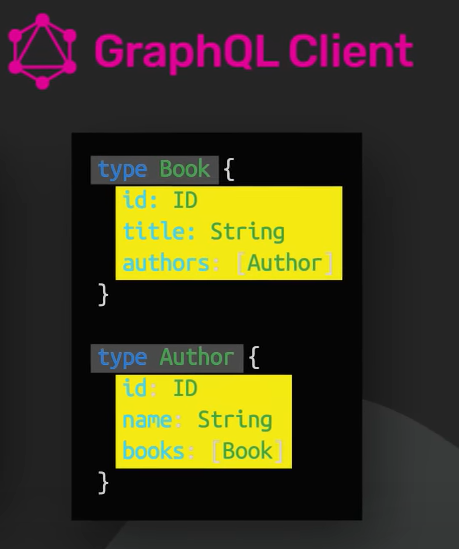 GraphQL Client
type Book {
id: ID
title: String
authors: [Author]
}
type Author {
id: ID
name: String
books: [Book]
}